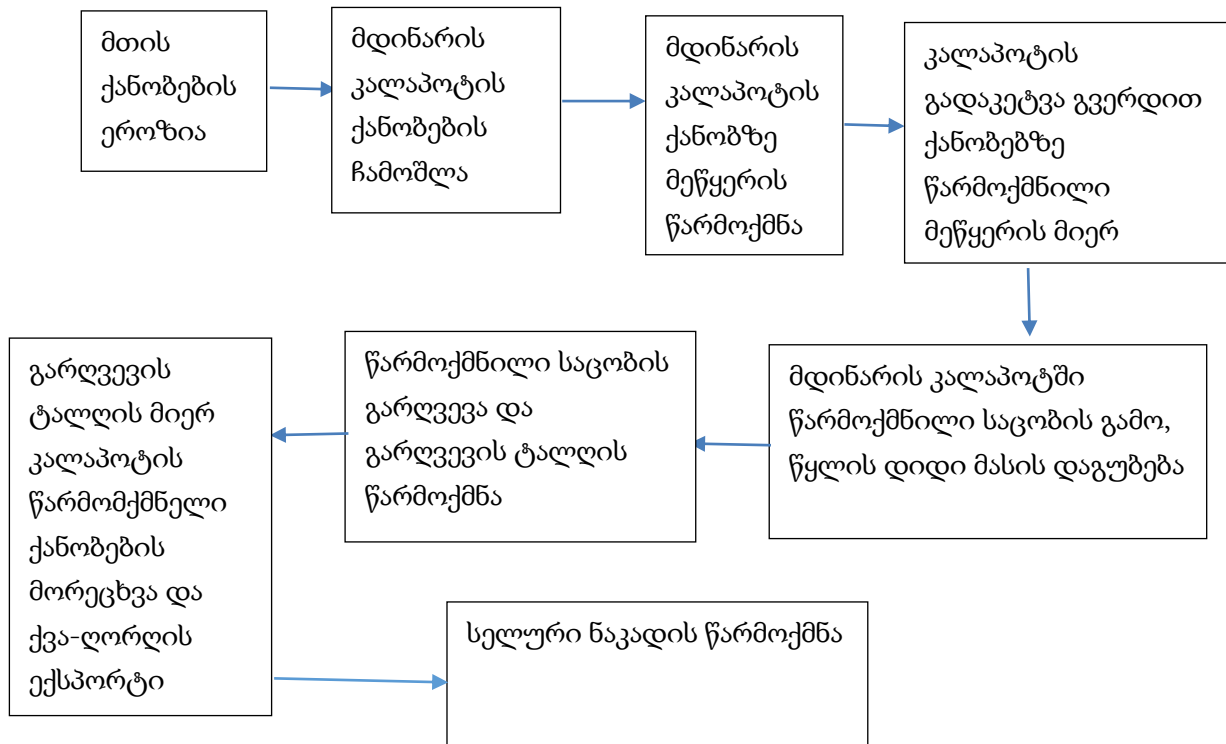 მთის
ქანობების
ეროზია
მდინარის
კალაპოტის
ქანობების
ჩამოშლა
მდინარის
კალაპოტის
ქანობზე
მეწყერის
წარმოქმნა
კალაპოტის
გადაკეტვა გვერდით
ქანობებზე
წარმოქმნილი
მეწყერის მიერ
მდინარის კალაპოტში
წარმოქმნილი საცობის გამო,
წყლის დიდი მასის დაგუბება
წარმოქმნილი საცობის
გარღვევა და
გარღვევის ტალღის
წარმოქმნა
გარღვევის
ტალღის მიერ
კალაპოტის
წარმომქმნელი
ქანობების
მორეცხვა და
ქვა-ღორღის
ექსპორტი
სელური ნაკადის წარმოქმნა